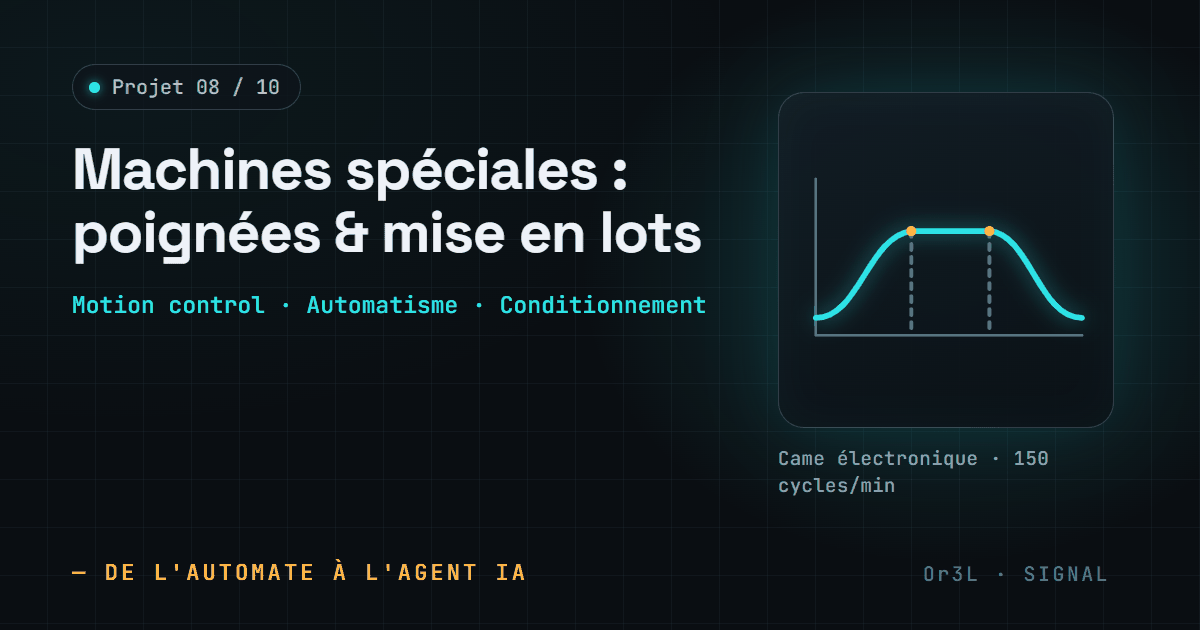 Projet 08 / 10
Machines spéciales :
poignées & mise en lots
Motion control · Automatisme · Conditionnement
Came électronique · 150
cycles/min
— DE L'AUTOMATE À L'AGENT IA
Or3L · SIGNAL